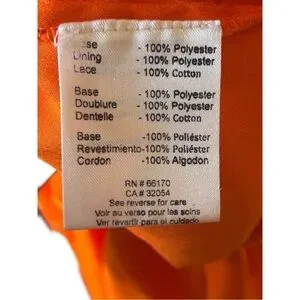 se - 100% Polyester
Lining - 100% Polyester
Lace - 100% Cotton
Base - 100% Polyester
Doublure - 100% Polyester
Dentelle - 100% Cotton
Base -100% Poliéster
Revestimiento-100% Poliéster
Cordon -100% Algodon
RN # 66170
CA # 32054
See reverse for care
Voir au verso pour les soins
Ver revertir para el cuidado